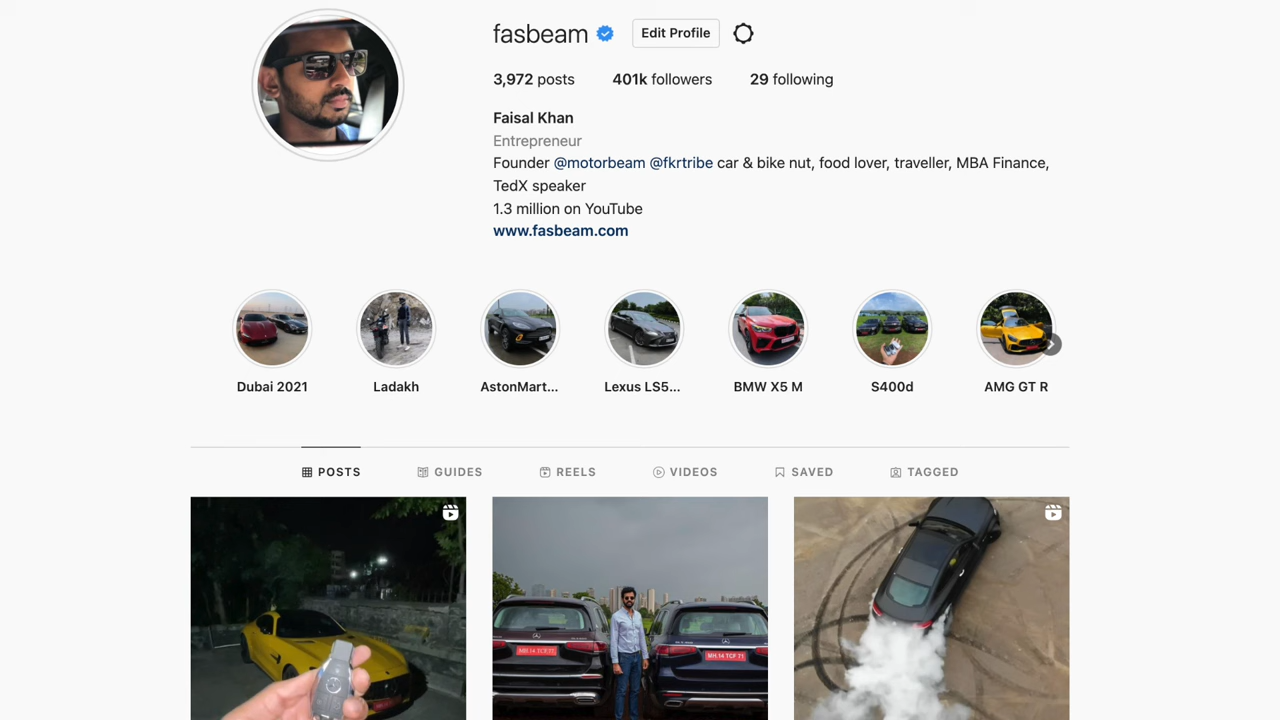 fasbeam
Edit Profile
3,972 posts
401k followers
29 following
Faisal Khan
Entrepreneur
Founder @motorbeam @fkrtribe car & bike nut, food lover, traveller, MBA Finance,
TedX speaker
1.3 million on YouTube
www.fasbeam.com
Dubai 2021
Ladakh
AstonMart...
Lexus LS5...
BMW X5 M
S400d
AMG GT R
POSTS
GUIDES
REELS
VIDEOS
SAVED
TAGGED